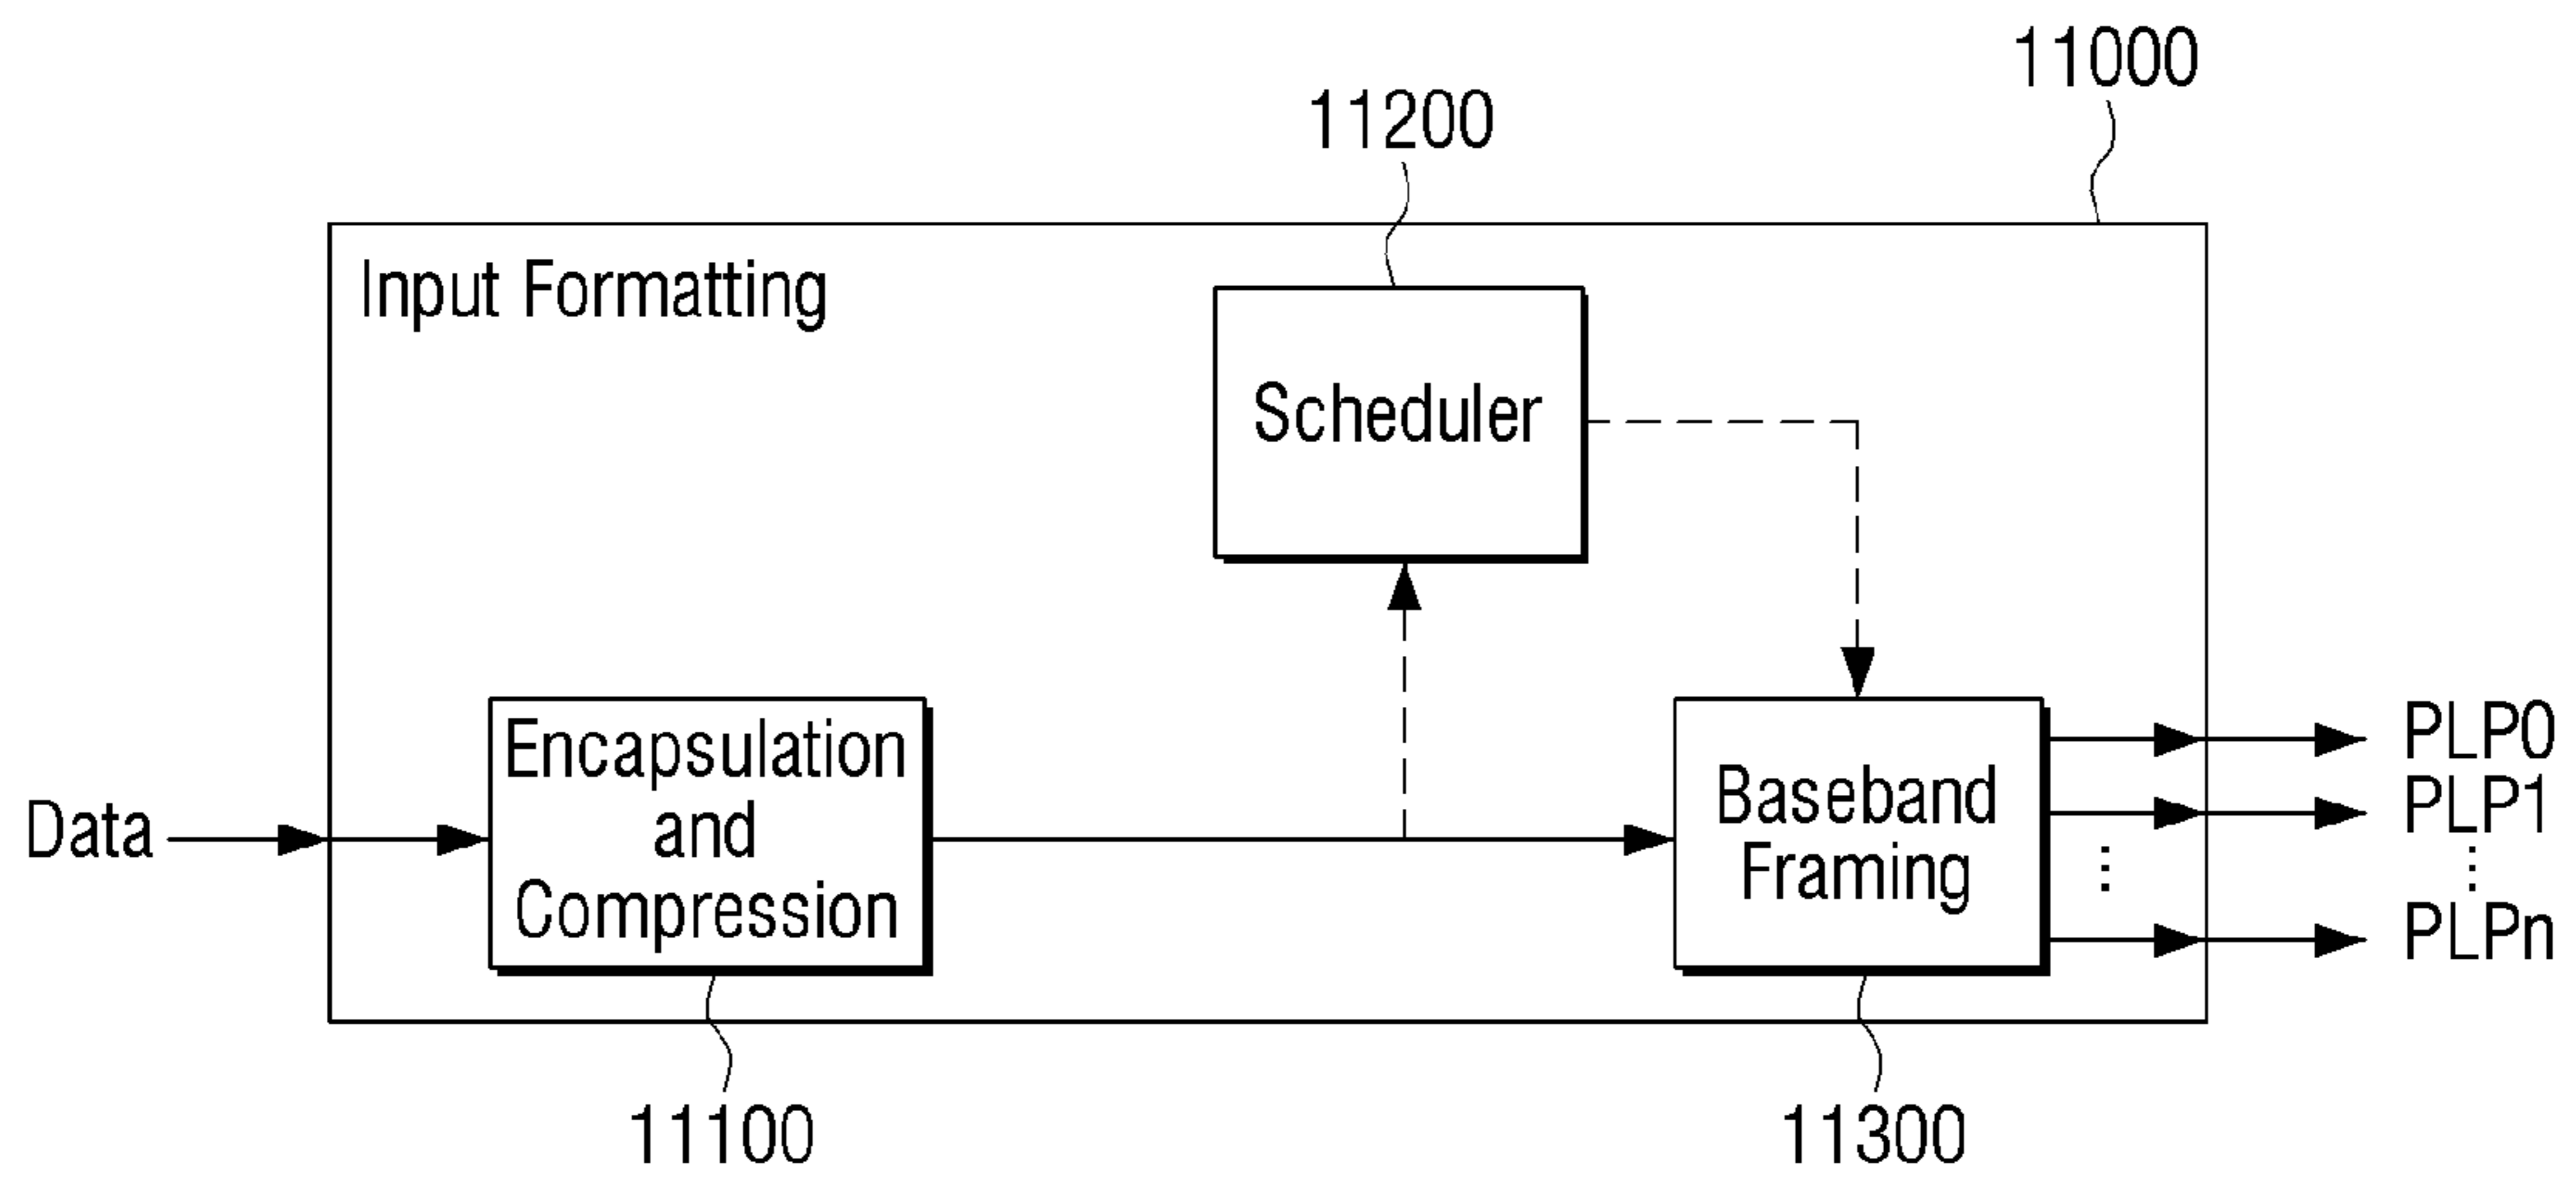 11000
11200
Input Formatting
Scheduler
Encapsulation
and
Compression
Data
Baseband
Framing
PLP0
PLP1
⋮
⋮
PLPn
11100
11300